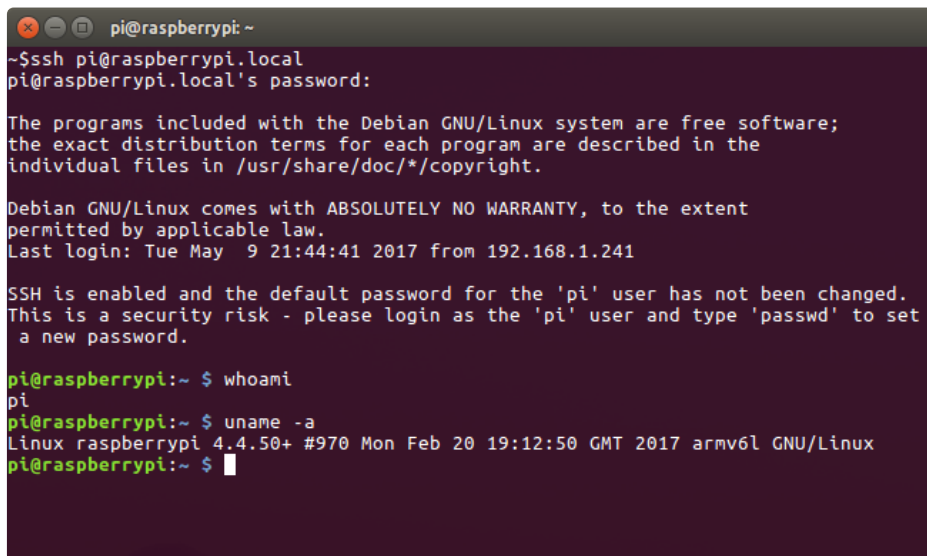 pi@raspberrypi: ~
~$ssh pi@raspberrypi.local
pi@raspberrypi.local's password:
The programs included with the Debian GNU/Linux system are free software;
the exact distribution terms for each program are described in the
individual files in /usr/share/doc/*/copyright.
Debian GNU/Linux comes with ABSOLUTELY NO WARRANTY, to the extent
permitted by applicable law.
Last login: Tue May  9 21:44:41 2017 from 192.168.1.241
SSH is enabled and the default password for the 'pi' user has not been changed.
This is a security risk - please login as the 'pi' user and type 'passwd' to set
 a new password.
pi@raspberrypi:~ $ whoami
pi
pi@raspberrypi:~ $ uname -a
Linux raspberrypi 4.4.50+ #970 Mon Feb 20 19:12:50 GMT 2017 armv6l GNU/Linux
pi@raspberrypi:~ $